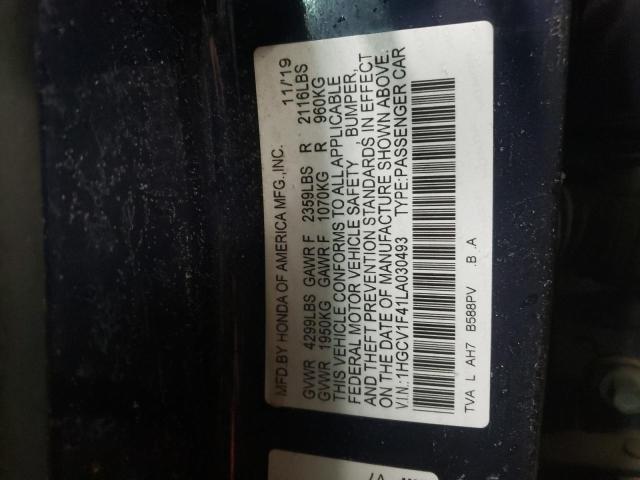 MFD.BY HONDA OF AMERICA MFG.,INC. 11/19
GVWR 4299LBS GAWR F 2359LBS R 2116LBS
GVWR 1950KG GAWR F 1070KG R 960KG
THIS VEHICLE CONFORMS TO ALL APPLICABLE
FEDERAL MOTOR VEHICLE SAFETY , BUMPER,
AND THEFT PREVENTION STANDARDS IN EFFECT
ON THE DATE OF MANUFACTURE SHOWN ABOVE.
V.I.N.:1HGCV1F41LA030493 TYPE:PASSENGER CAR
TVA L AH7 B588PV .B .A